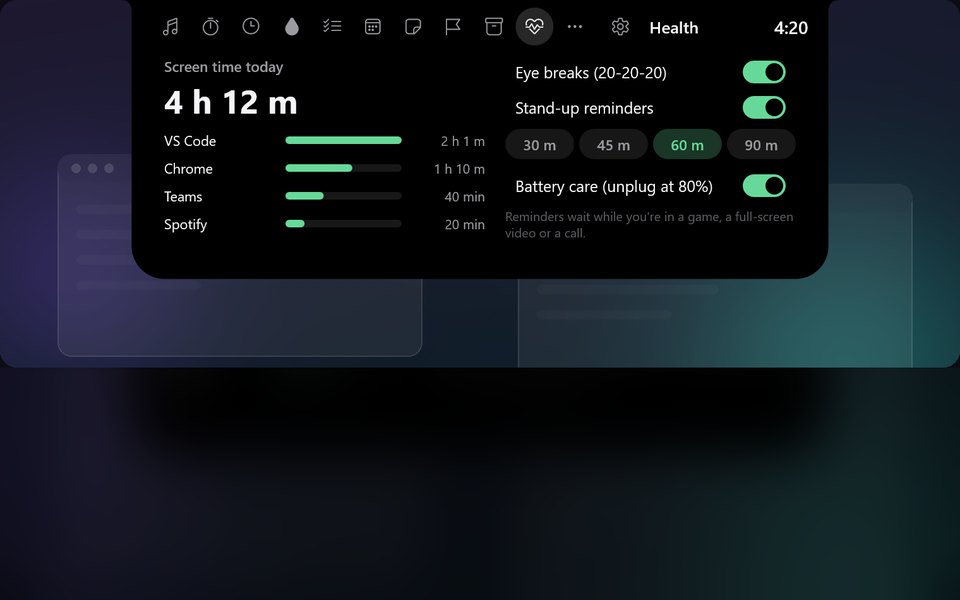 Health
4:20
Screen time today
4 h 12 m
VS Code 2 h 1 m
Chrome 1 h 10 m
Teams 40 min
Spotify 20 min
Eye breaks (20-20-20)
Stand-up reminders
30 m 45 m 60 m 90 m
Battery care (unplug at 80%)
Reminders wait while you're in a game, a full-screen
video or a call.